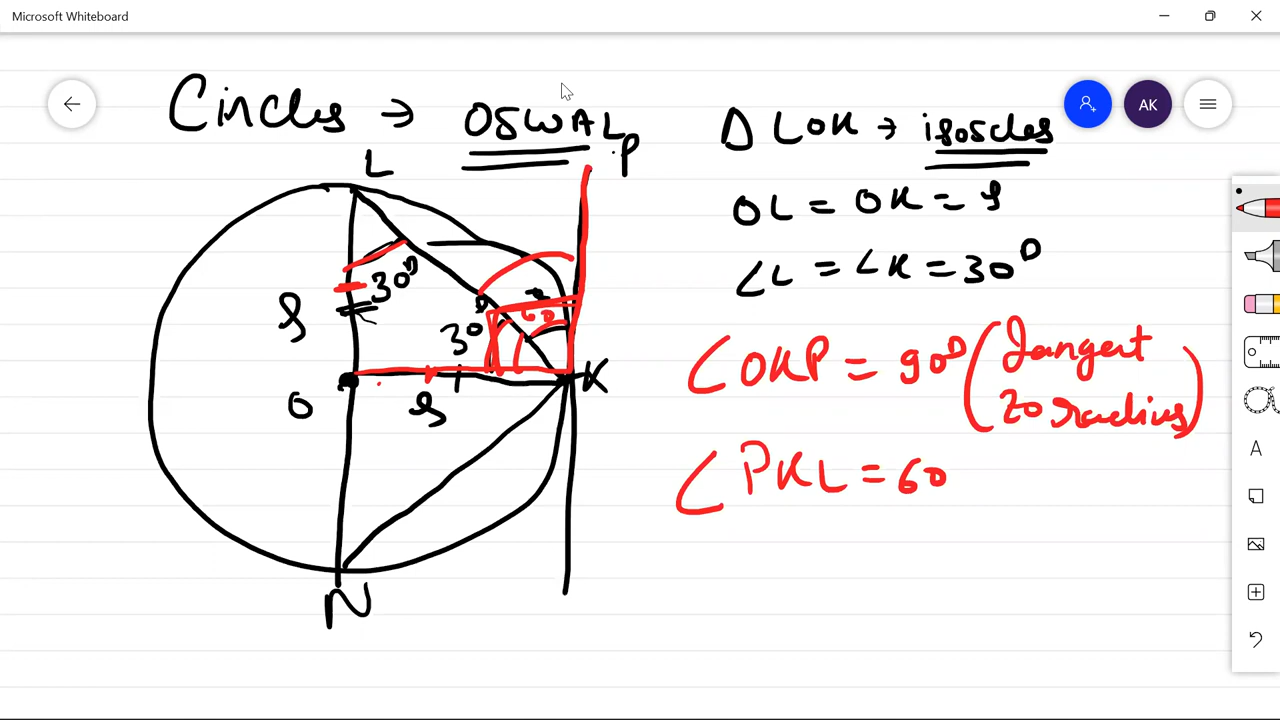 Microsoft Whiteboard
Circles → OSWAL
AK
L
P
30°
r
30°
60
O
r
K
N
Δ LOK → isosceles
OL = OK = r
∠L = ∠K = 30°
∠OKP = 90° (Tangent
to radius)
∠PKL = 60
A